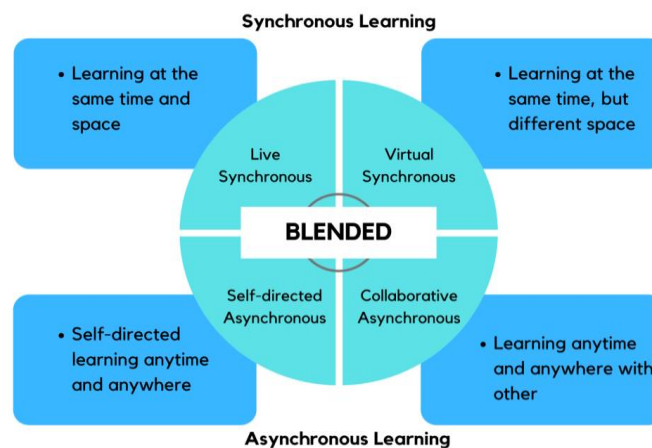 Synchronous Learning
• Learning at the
same time and
space
• Learning at the
same time, but
different space
Live
Synchronous
Virtual
Synchronous
BLENDED
Self-directed
Asynchronous
Collaborative
Asynchronous
• Self-directed
learning anytime
and anywhere
• Learning anytime
and anywhere with
other
Asynchronous Learning